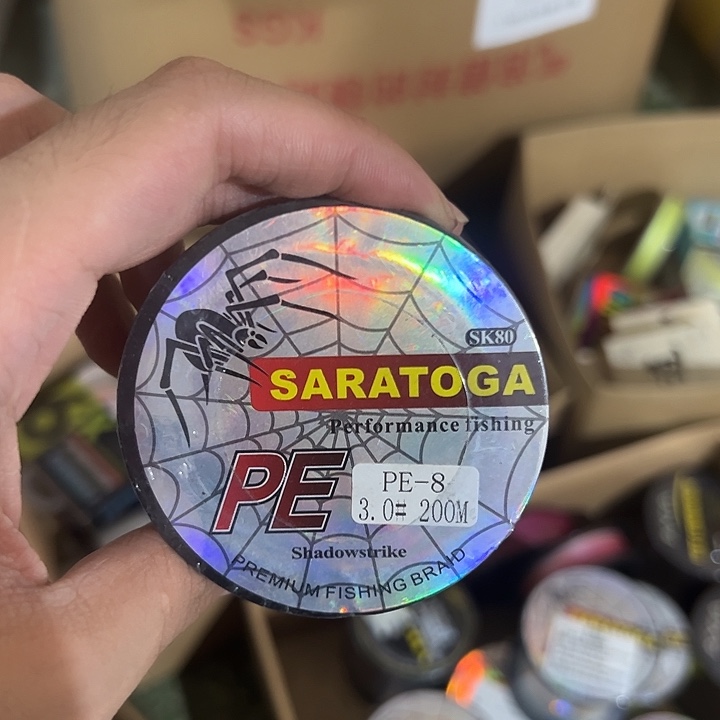 SK80
SARATOGA
Performance fishing
PE
PE-8
3.0# 200M
Shadowstrike
PREMIUM FISHING BRAID